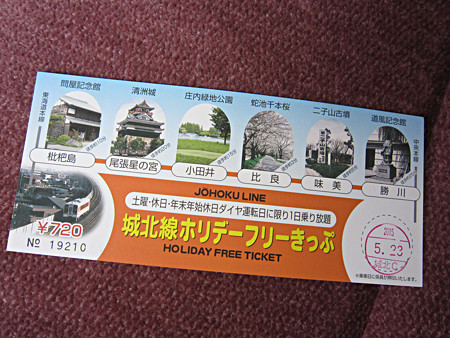 問屋記念館
清洲城
庄内緑地公園
蛇池千本桜
二子山古墳
道風記念館
東海道本線
中央本線
枇杷島
尾張星の宮
小田井
比良
味美
勝川
JŌHOKU LINE
土曜・休日・年末年始休日ダイヤ運転日に限り1日乗り放題
城北線ホリデーフリーきっぷ
HOLIDAY FREE TICKET
¥720
No 19210
2015
5.23
城北C